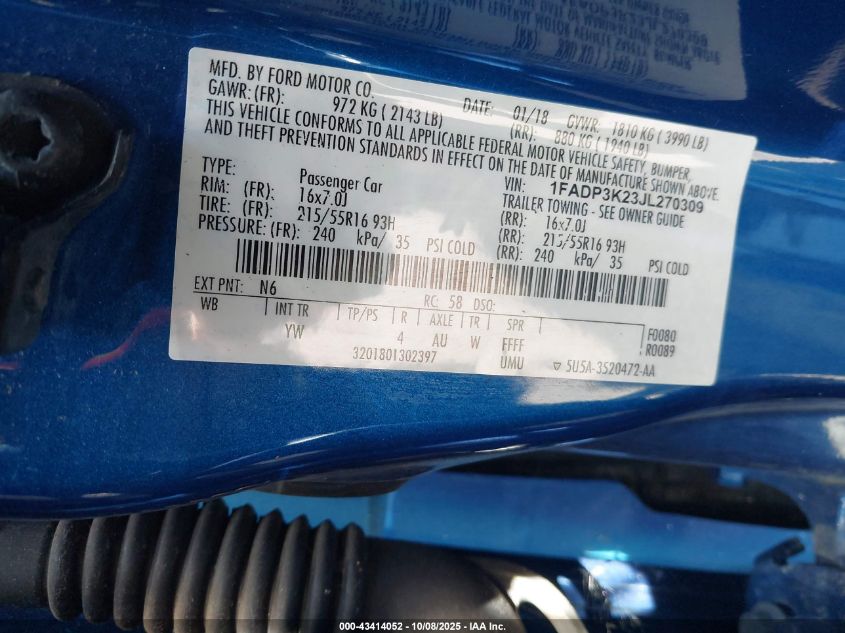 MFD. BY FORD MOTOR CO.
DATE: 01/18 GVWR: 1810 KG ( 3990 LB)
GAWR: (FR): 972 KG ( 2143 LB) (RR): 880 KG ( 1940 LB)
THIS VEHICLE CONFORMS TO ALL APPLICABLE FEDERAL MOTOR VEHICLE SAFETY, BUMPER,
AND THEFT PREVENTION STANDARDS IN EFFECT ON THE DATE OF MANUFACTURE SHOWN ABOVE.
VIN: 1FADP3K23JL270309
TYPE: Passenger Car TRAILER TOWING - SEE OWNER GUIDE
RIM: (FR): 16x7.0J (RR): 16x7.0J
TIRE: (FR): 215/55R16 93H (RR): 215/55R16 93H
PRESSURE: (FR): 240 kPa/ 35 PSI COLD (RR): 240 kPa/ 35 PSI COLD
EXT PNT: N6 RC: 58 DSO:
WB INT TR TP/PS R AXLE TR SPR F0080
YW 4 AU W FFFF R0089
3201801302397 UMU ▽ 5U5A-3520472-AA
000-43414052 - 10/08/2025 - IAA Inc.